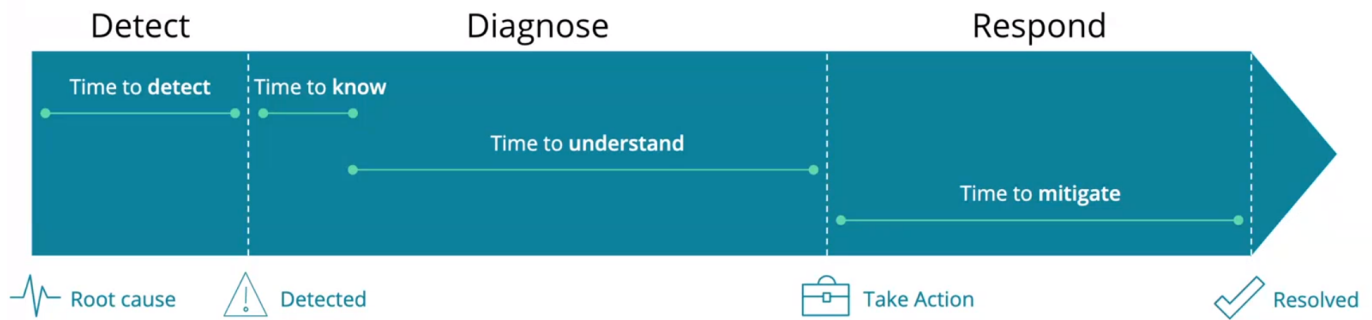 Detect
Diagnose
Respond
Time to detect
Time to know
Time to understand
Time to mitigate
Root cause
Detected
Take Action
Resolved